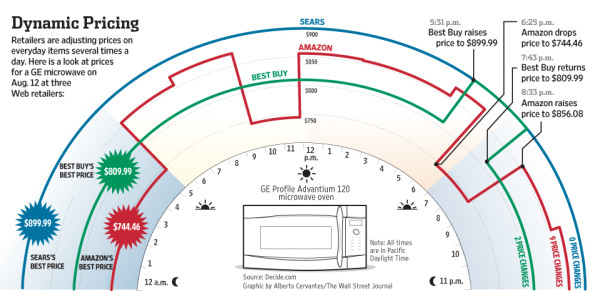 Dynamic Pricing
Retailers are adjusting prices on
everyday items several times a
day. Here is a look at prices
for a GE microwave on
Aug. 12 at three
Web retailers:
SEARS
$900
AMAZON
$850
BEST BUY
$800
$750
5:31 p.m.
Best Buy raises
price to $899.99
6:25 p.m.
Amazon drops
price to $744.46
7:43 p.m.
Best Buy returns
price to $809.99
8:33 p.m.
Amazon raises
price to $856.08
BEST BUY'S
BEST PRICE
$809.99
$899.99
$744.46
SEARS'S
BEST PRICE
AMAZON'S
BEST PRICE
12 a.m.
1
2
3
4
5
6
7
8
9
10
11
12
p.m.
1
2
3
4
5
6
7
8
9
10
11 p.m.
GE Profile Advantium 120
microwave oven
Note: All times
are in Pacific
Daylight Time
2 PRICE CHANGES
9 PRICE CHANGES
0 PRICE CHANGES
Source: Decide.com
Graphic by Alberto Cervantes/The Wall Street Journal